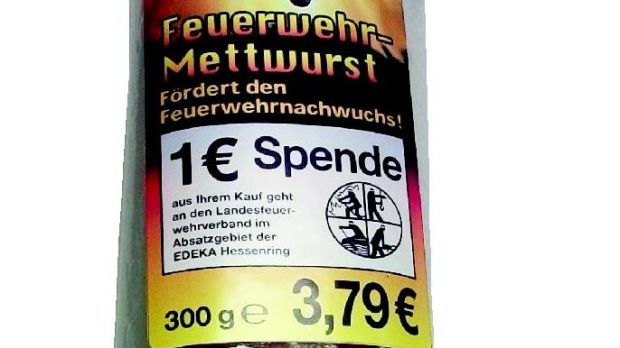 Feuerwehr-
Mettwurst
Fördert den
Feuerwehrnachwuchs!
1€ Spende
aus Ihrem Kauf geht
an den Landesfeuer-
wehrverband im
Absatzgebiet der
EDEKA Hessenring
300 g ℮ 3,79 €